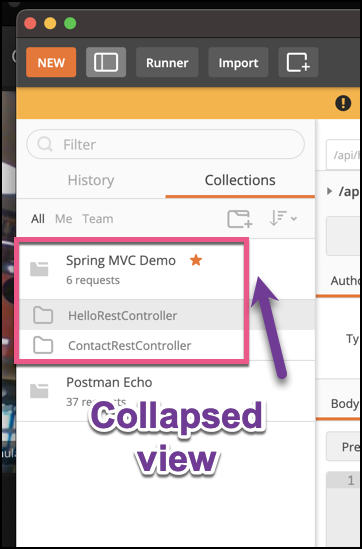 NEW
Runner
Import
Filter
/api/h
History
Collections
/ap
All Me Team
Spring MVC Demo
6 requests
Autho
HelloRestController
Ty
ContactRestController
Postman Echo
37 requests
Body
Collapsed
view
Pre
1